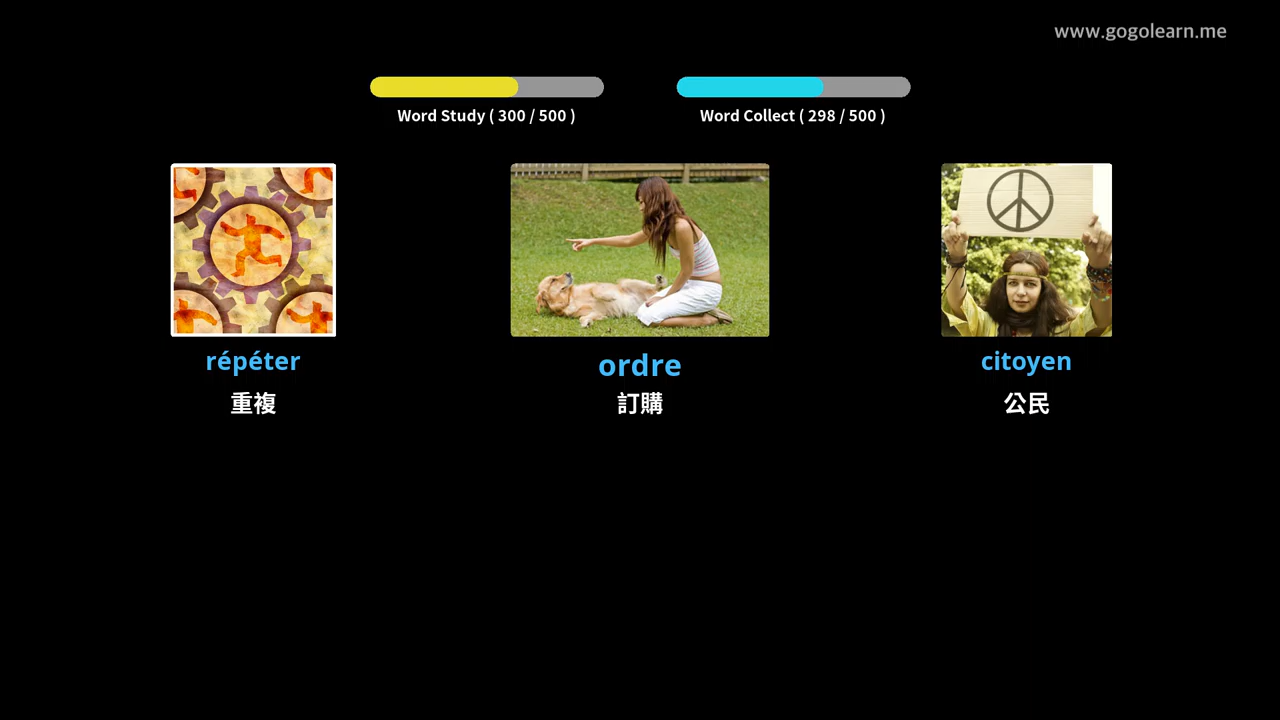 www.gogolearn.me
Word Study ( 300 / 500 )
Word Collect ( 298 / 500 )
répéter
ordre
citoyen
重複
訂購
公民